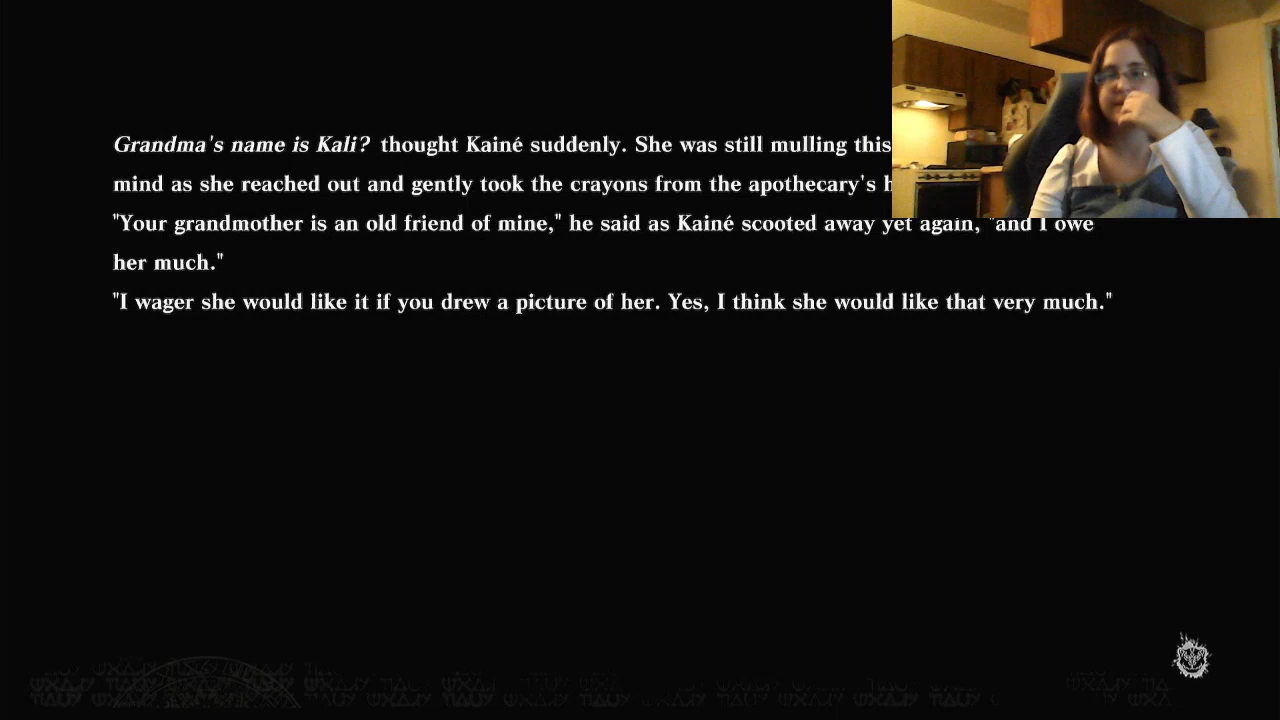 Grandma's name is Kali? thought Kainé suddenly. She was still mulling this
mind as she reached out and gently took the crayons from the apothecary's
"Your grandmother is an old friend of mine," he said as Kainé scooted away yet again, "and I owe
her much."
"I wager she would like it if you drew a picture of her. Yes, I think she would like that very much."